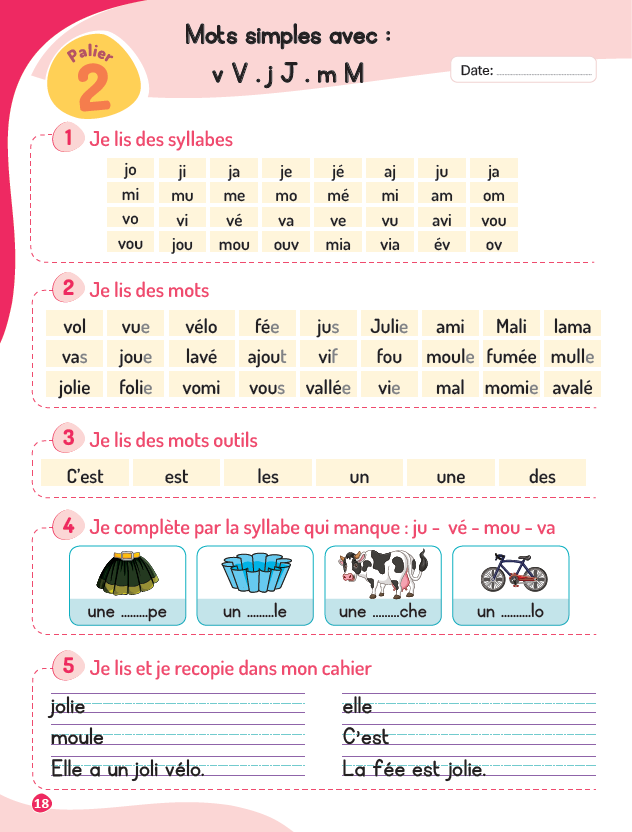 Mots simples avec :
v V . j J . m M
Palier
2
Date: ..............................
1 Je lis des syllabes
jo ji ja je jé aj ju ja
mi mu me mo mé mi am om
vo vi vé va ve vu avi vou
vou jou mou ouv mia via év ov
2 Je lis des mots
vol vue vélo fée jus Julie ami Mali lama
vas joue lavé ajout vif fou moule fumée mulle
jolie folie vomi vous vallée vie mal momie avalé
3 Je lis des mots outils
C'est est les un une des
4 Je complète par la syllabe qui manque : ju - vé - mou - va
une .........pe un .........le une .........che un ..........lo
5 Je lis et je recopie dans mon cahier
jolie elle
moule C'est
Elle a un joli vélo. La fée est jolie.
18